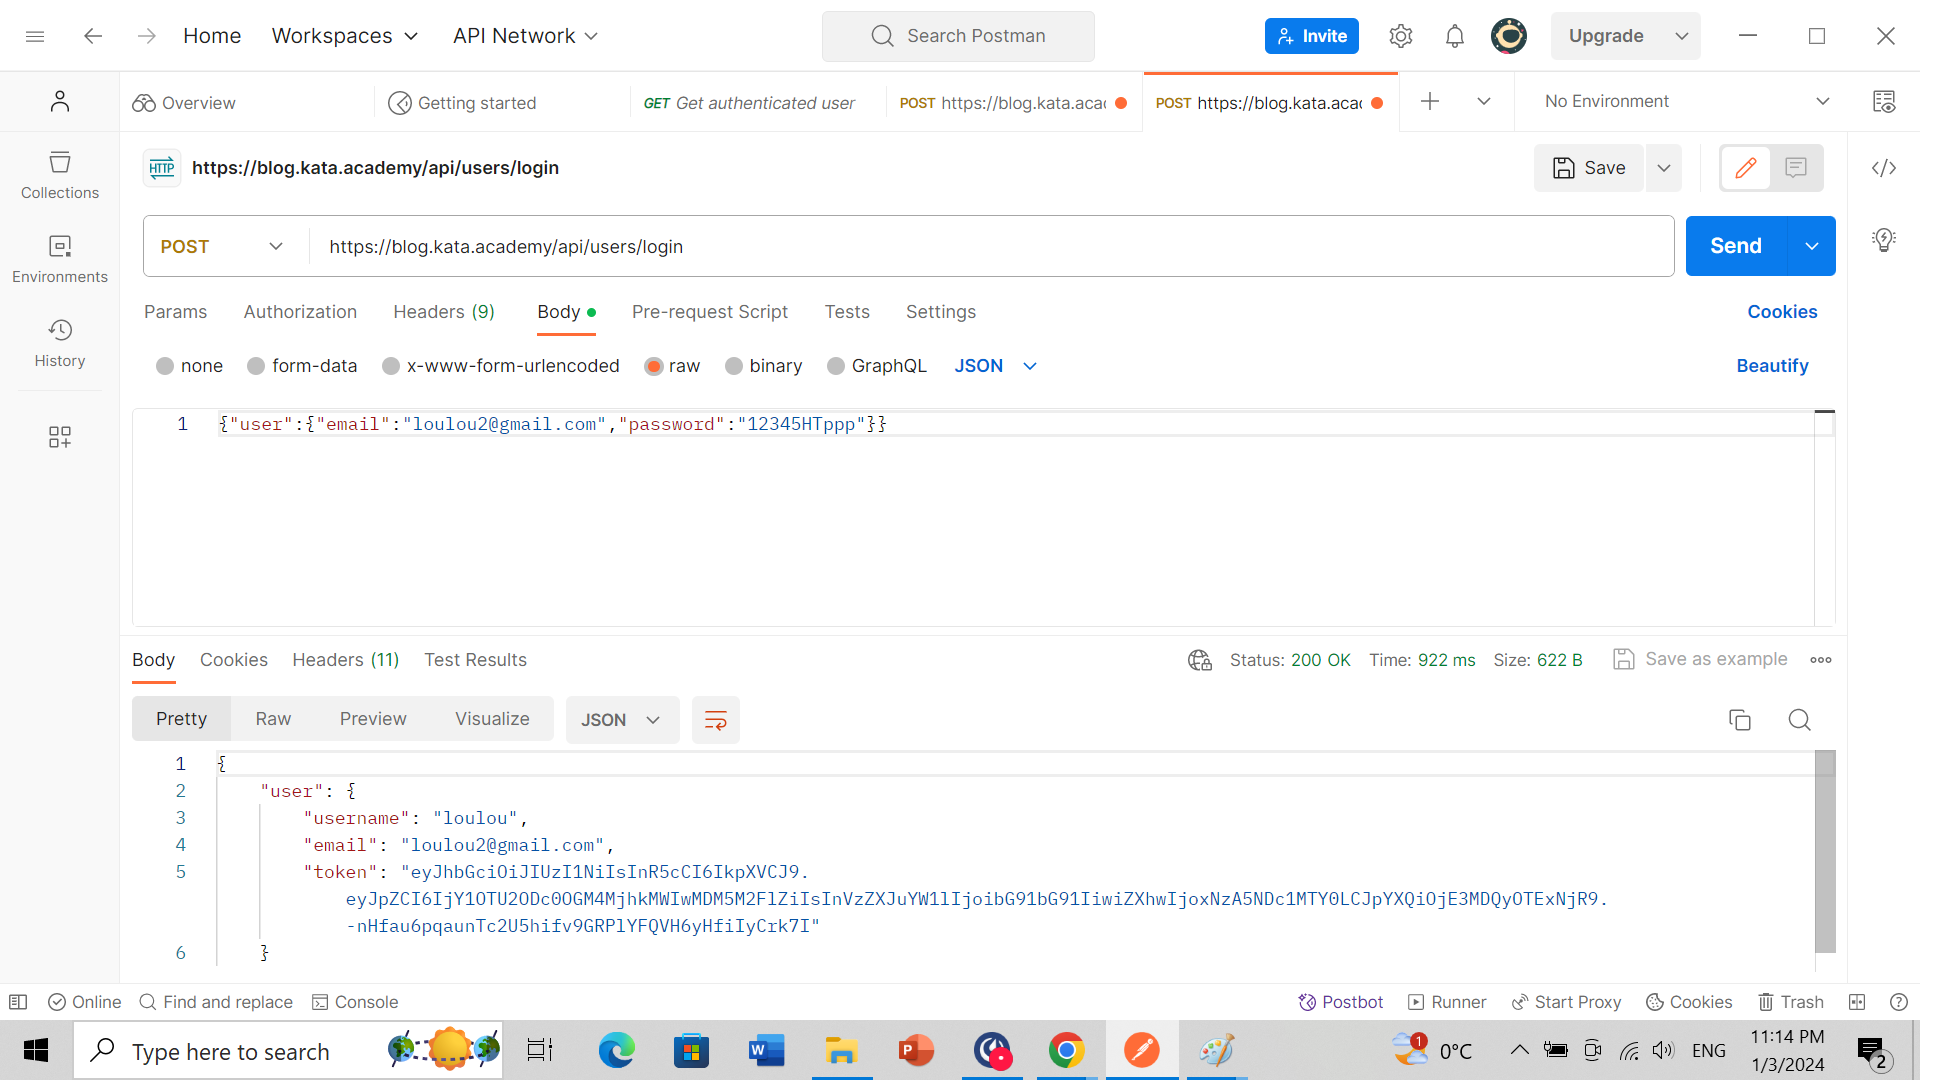 Home Workspaces API Network Search Postman Invite Upgrade
Overview Getting started GET Get authenticated user POST https://blog.kata.aca POST https://blog.kata.aca No Environment
HTTP https://blog.kata.academy/api/users/login Save
Collections
POST https://blog.kata.academy/api/users/login Send
Environments
Params Authorization Headers (9) Body Pre-request Script Tests Settings Cookies
History
none form-data x-www-form-urlencoded raw binary GraphQL JSON Beautify
1 {"user":{"email":"loulou2@gmail.com","password":"12345HTppp"}}
Body Cookies Headers (11) Test Results Status: 200 OK Time: 922 ms Size: 622 B Save as example
Pretty Raw Preview Visualize JSON
1 {
2 "user": {
3 "username": "loulou",
4 "email": "loulou2@gmail.com",
5 "token": "eyJhbGciOiJIUzI1NiIsInR5cCI6IkpXVCJ9.
eyJpZCI6IjY1OTU2ODc0OGM4MjhkMWIwMDM5M2FlZiIsInVzZXJuYW1lIjoibG91bG91IiwiZXhwIjoxNzA5NDc1MTY0LCJpYXQiOjE3MDQyOTExNjR9.
-nHfau6pqaunTc2U5hifv9GRPlYFQVH6yHfiIyCrk7I"
6 }
Online Find and replace Console Postbot Runner Start Proxy Cookies Trash
Type here to search 1 0°C ENG 11:14 PM
1/3/2024
2